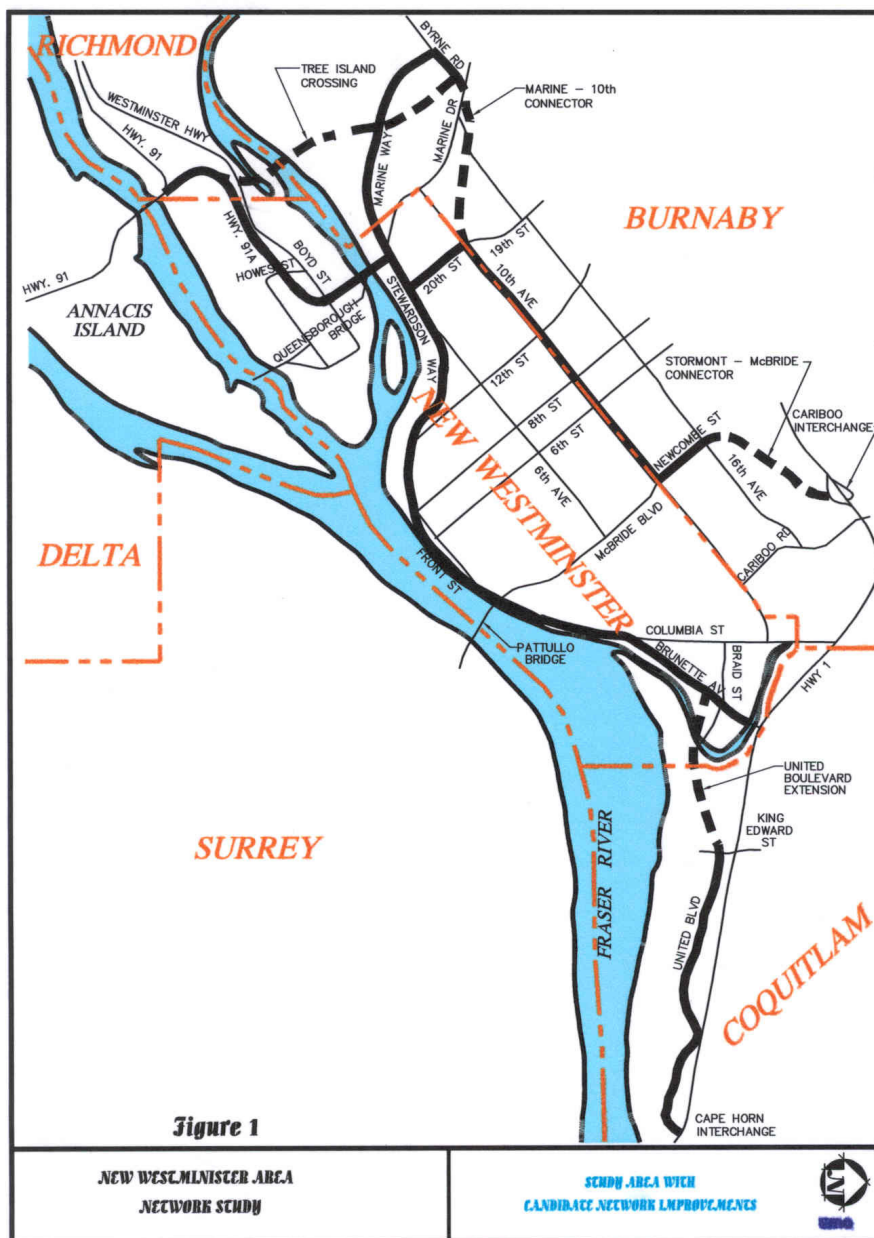 RICHMOND
BYRNE RD
TREE ISLAND
CROSSING
MARINE - 10th
CONNECTOR
WESTMINSTER HWY
HWY. 91
MARINE WAY
MARINE DR
BURNABY
HWY. 91A
HOWES ST
BOYD ST
19th ST
20th ST
10th AVE
HWY. 91
ANNACIS
ISLAND
QUEENSBOROUGH
BRIDGE
STEWARDSON WAY
12th ST
STORMONT - McBRIDE
CONNECTOR
8th ST
6th ST
NEW WESTMINSTER
CARIBOO
INTERCHANGE
NEWCOMBE ST
16th AVE
6th AVE
McBRIDE BLVD
DELTA
CARIBOO RD
FRONT ST
PATTULLO
BRIDGE
COLUMBIA ST
BRUNETTE AV
BRAID ST
HWY 1
UNITED
BOULEVARD
EXTENSION
KING
EDWARD
ST
SURREY
FRASER RIVER
UNITED BLVD
COQUITLAM
CAPE HORN
INTERCHANGE
Figure 1
NEW WESTMINISTER AREA
NETWORK STUDY
STUDY AREA WITH
CANDIDATE NETWORK IMPROVEMENTS
N